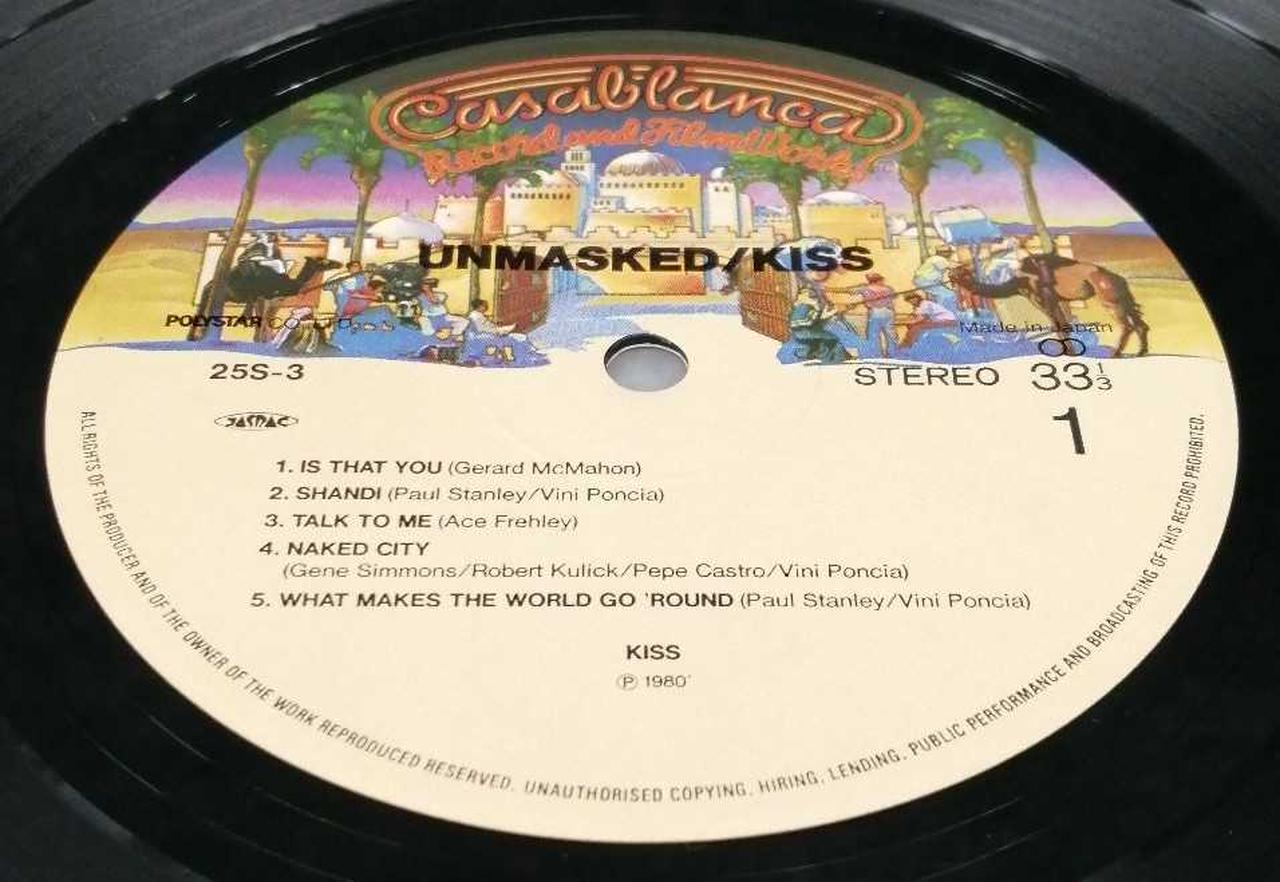 Casablanca
Record and FilmWorks
UNMASKED/KISS
POLYSTAR
Made in Japan
25S-3
STEREO 33 1/3
JASRAC
1
1. IS THAT YOU (Gerard McMahon)
2. SHANDI (Paul Stanley/Vini Poncia)
3. TALK TO ME (Ace Frehley)
4. NAKED CITY
(Gene Simmons/Robert Kulick/Pepe Castro/Vini Poncia)
5. WHAT MAKES THE WORLD GO 'ROUND (Paul Stanley/Vini Poncia)
KISS
Ⓟ 1980'
ALL RIGHTS OF THE PRODUCER AND OF THE OWNER OF THE WORK REPRODUCED RESERVED. UNAUTHORISED COPYING, HIRING, LENDING, PUBLIC PERFORMANCE AND BROADCASTING OF THIS RECORD PROHIBITED.